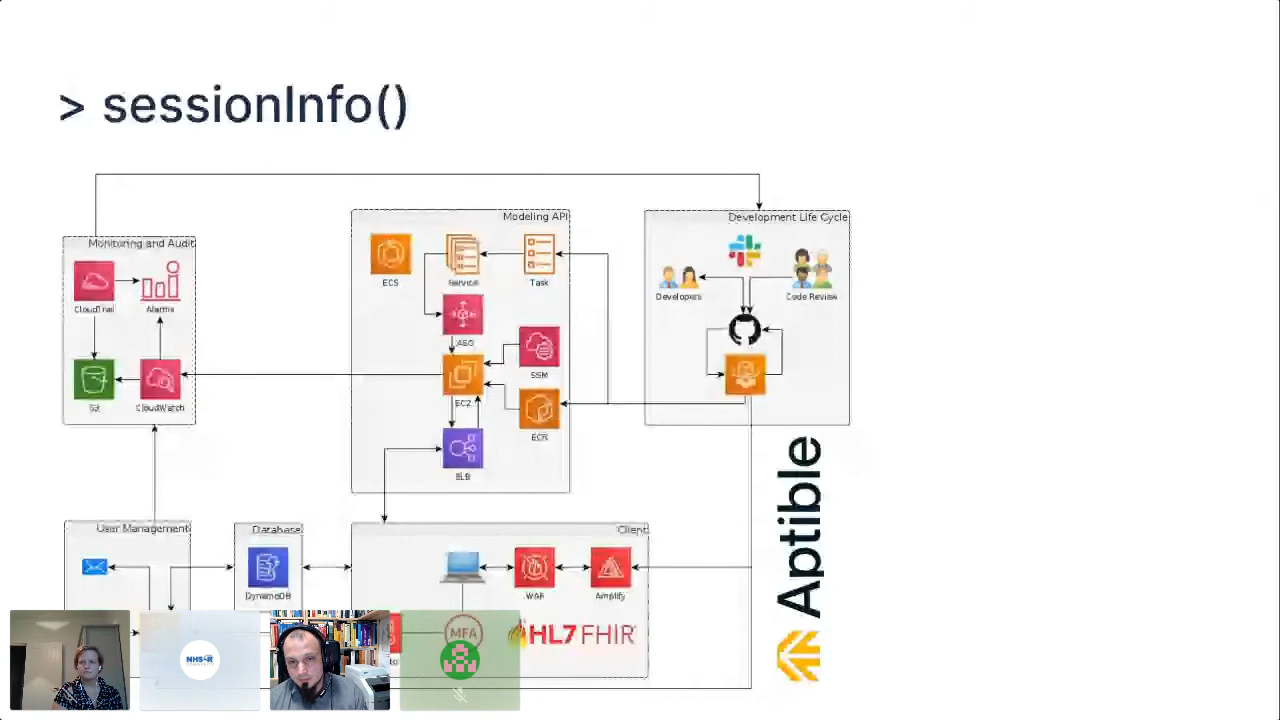 > sessionInfo()
Monitoring and Audit
CloudTrail
Alarms
S3
CloudWatch
Modeling API
ECS
Service
Task
ASG
SSM
EC2
ECR
ELB
Development Life Cycle
Developers
Code Review
Aptible
User Management
Database
DynamoDB
Client
WAF
Amplify
MFA
HL7 FHIR
NHS-R